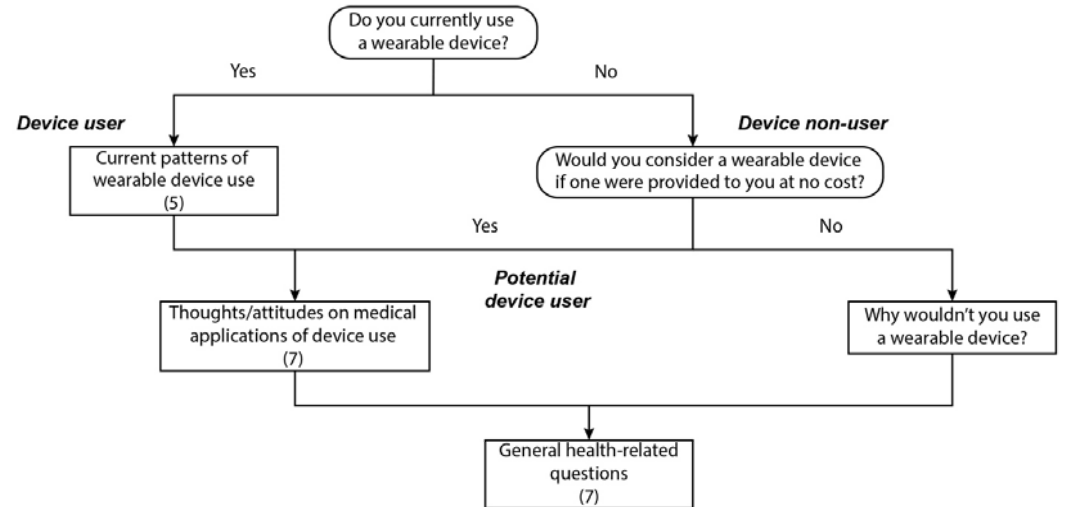 Do you currently use
a wearable device?
Yes
No
Device user
Device non-user
Current patterns of
wearable device use
(5)
Would you consider a wearable device
if one were provided to you at no cost?
Yes
No
Potential
device user
Thoughts/attitudes on medical
applications of device use
(7)
Why wouldn't you use
a wearable device?
General health-related
questions
(7)